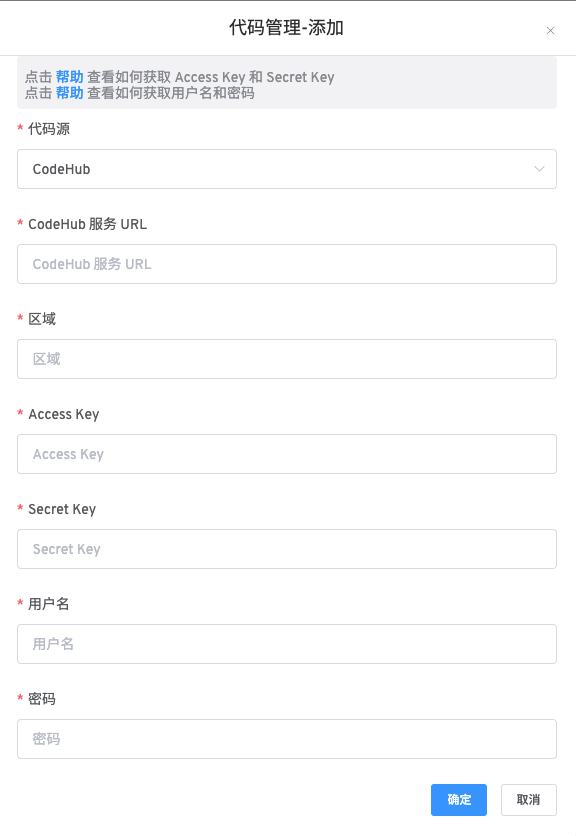 代码管理-添加
点击 帮助 查看如何获取 Access Key 和 Secret Key
点击 帮助 查看如何获取用户名和密码
* 代码源
CodeHub
* CodeHub 服务 URL
CodeHub 服务 URL
* 区域
区域
* Access Key
Access Key
* Secret Key
Secret Key
* 用户名
用户名
* 密码
密码
确定 取消